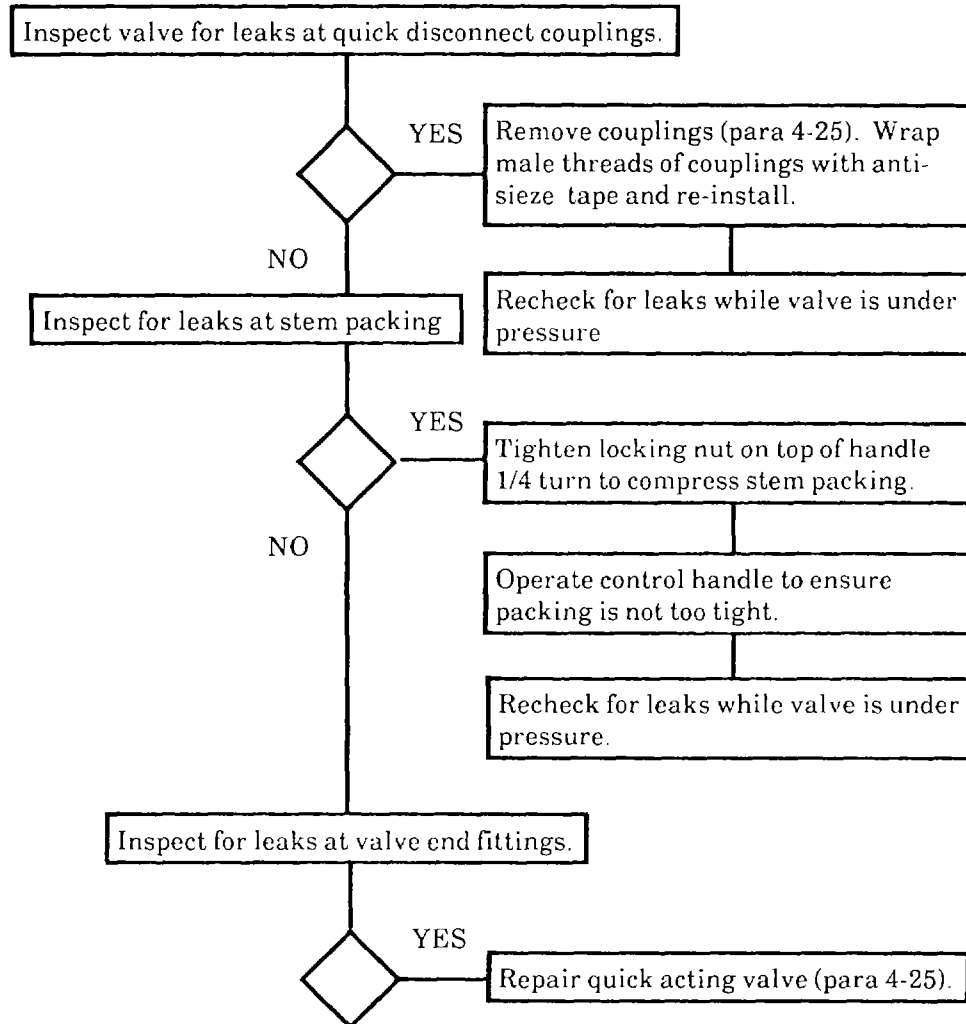 Inspect valve for leaks at quick disconnect couplings.
YES
Remove couplings (para 4-25). Wrap
male threads of couplings with anti-
sieze tape and re-install.
NO
Recheck for leaks while valve is under
pressure
Inspect for leaks at stem packing
YES
Tighten locking nut on top of handle
1/4 turn to compress stem packing.
NO
Operate control handle to ensure
packing is not too tight.
Recheck for leaks while valve is under
pressure.
Inspect for leaks at valve end fittings.
YES
Repair quick acting valve (para 4-25).